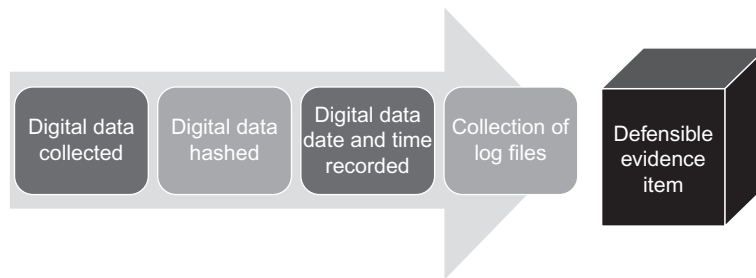 Digital data
collected
Digital data
hashed
Digital data
date and time
recorded
Collection of
log files
Defensible
evidence
item